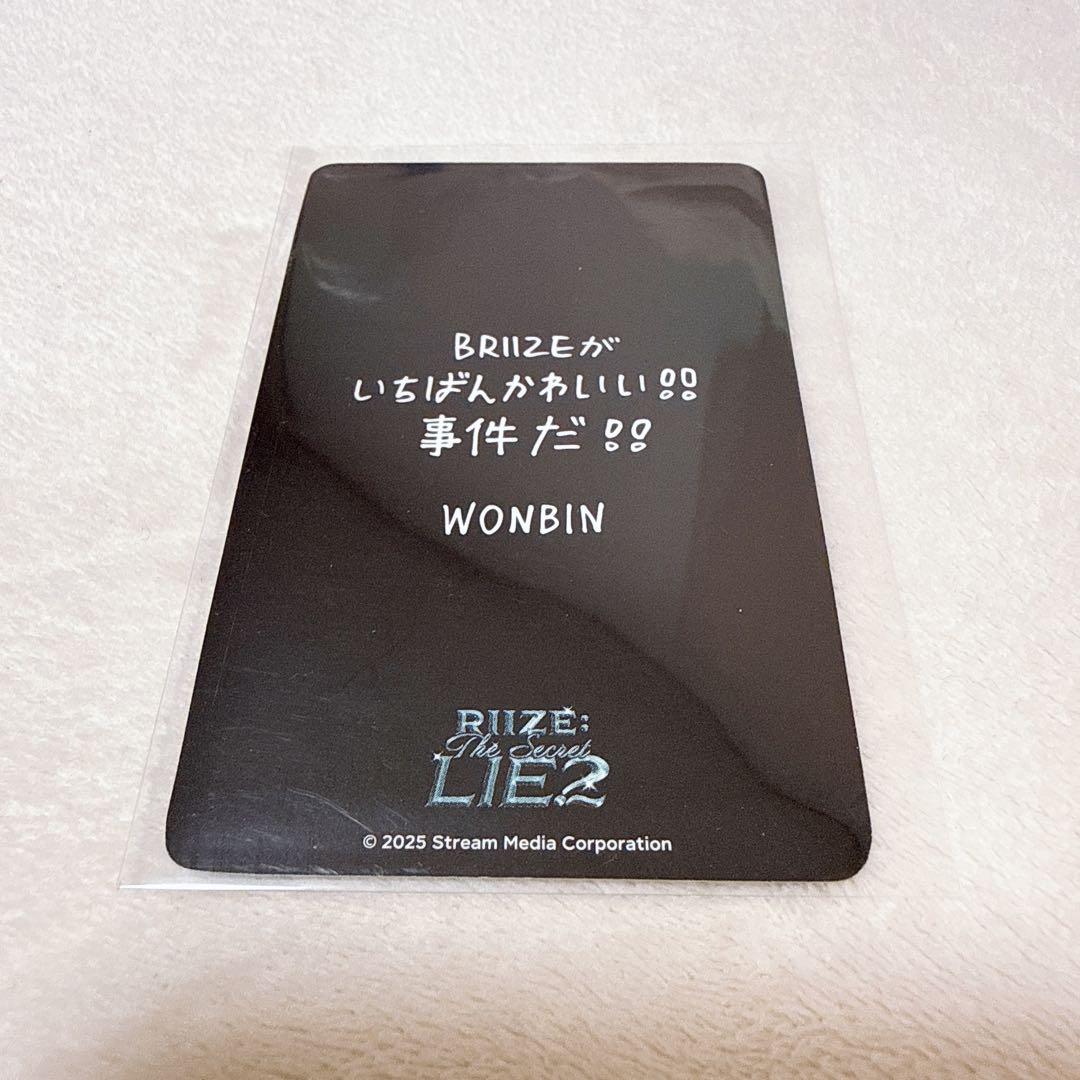 BRIIZEが
いちばんかわいい!!
事件だ!!
WONBIN
RIIZE:
The Secret
LIE2
© 2025 Stream Media Corporation